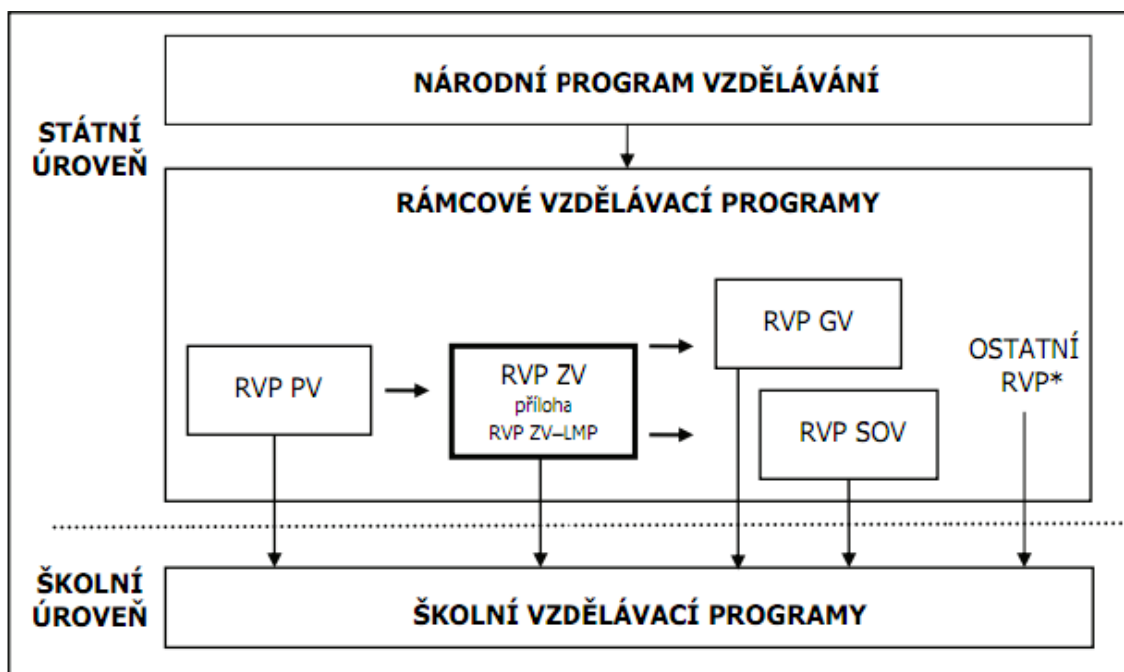 NÁRODNÍ PROGRAM VZDĚLÁVÁNÍ
STÁTNÍ
ÚROVEŇ
RÁMCOVÉ VZDĚLÁVACÍ PROGRAMY
RVP PV
RVP ZV
příloha
RVP ZV–LMP
RVP GV
RVP SOV
OSTATNÍ
RVP*
ŠKOLNÍ
ÚROVEŇ
ŠKOLNÍ VZDĚLÁVACÍ PROGRAMY